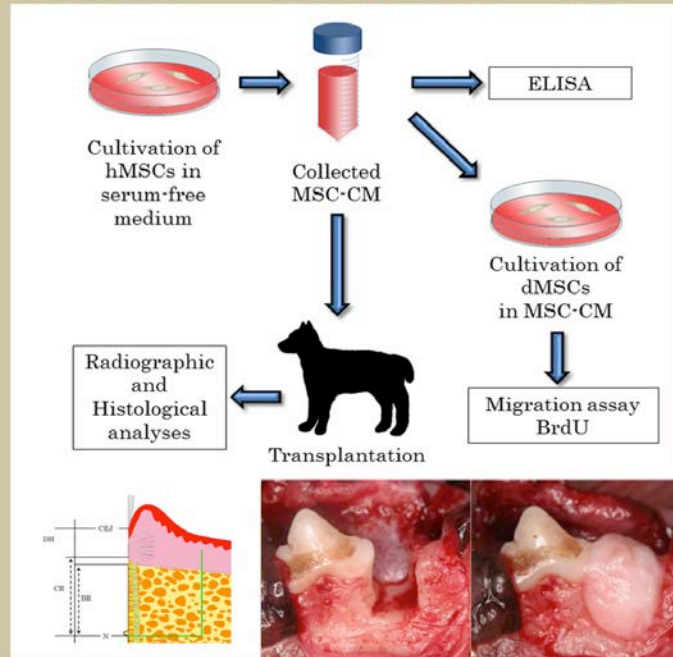 Cultivation of
hMSCs in
serum-free
medium
Collected
MSC-CM
ELISA
Cultivation of
dMSCs
in MSC-CM
Migration assay
BrdU
Transplantation
Radiographic
and
Histological
analyses
CEJ
DH
CR
BR
N